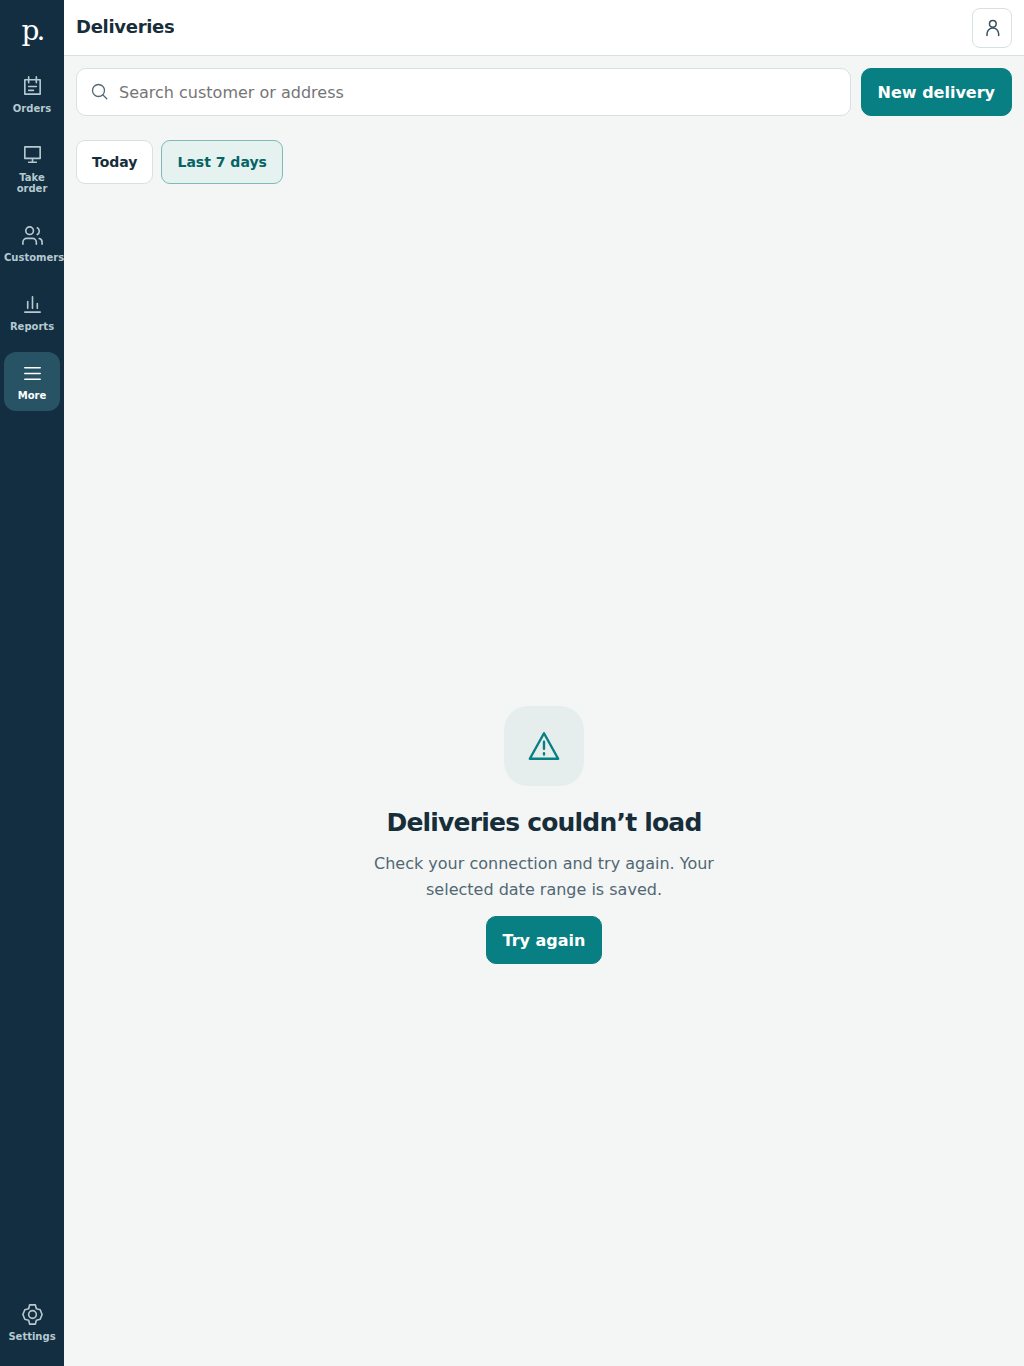 p.
Deliveries
Orders
Take
order
Customers
Reports
More
Settings
Search customer or address
New delivery
Today
Last 7 days
Deliveries couldn’t load
Check your connection and try again. Your
selected date range is saved.
Try again